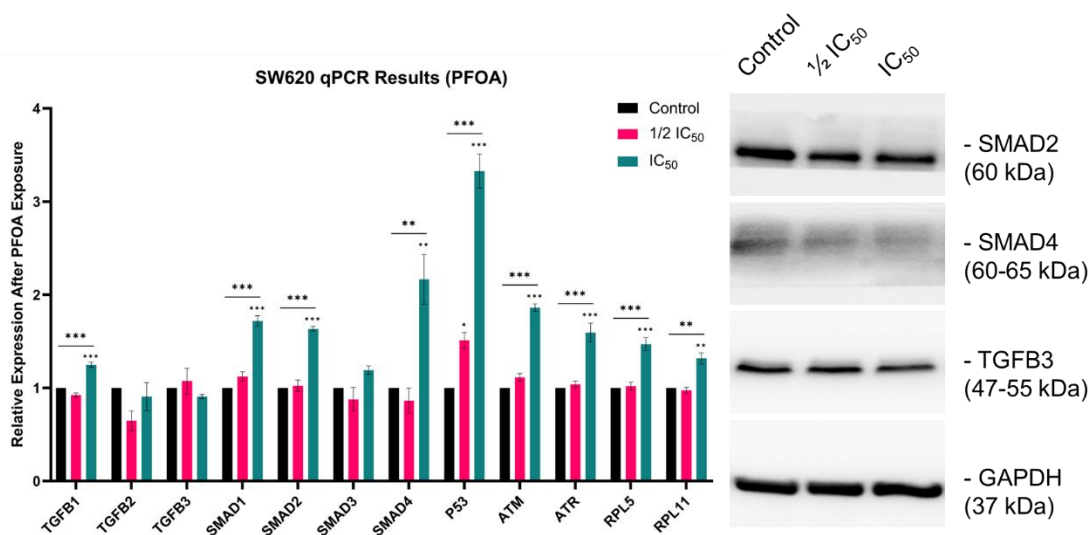 SW620 qPCR Results (PFOA)
Relative Expression After PFOA Exposure
4
3
2
1
0
Control
1/2 IC₅₀
IC₅₀
***
***
***
***
***
***
**
**
***
*
***
***
***
***
***
***
***
**
**
TGFB1
TGFB2
TGFB3
SMAD1
SMAD2
SMAD3
SMAD4
P53
ATM
ATR
RPL5
RPL11
Control
½ IC₅₀
IC₅₀
- SMAD2
(60 kDa)
- SMAD4
(60-65 kDa)
- TGFB3
(47-55 kDa)
- GAPDH
(37 kDa)